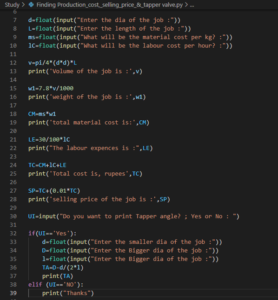 Study > Finding Production_cost_selling_price_&_tapper valve.py > ...
6
7 d=float(input("Enter the dia of the job :"))
8 L=float(input("Enter the length of the job :"))
9 ms=float(input("What will be the material cost per kg? :"))
10 lC=float(input("What will be the labour cost per hour? :"))
11
12 v=pi/4*(d*d)*L
13 print('Volume of the job is :',v)
14
15 w1=7.8*v/1000
16 print('weight of the job is :',w1)
17
18 CM=ms*w1
19 print('total material cost is:',CM)
20
21 LE=30/100*lC
22 print("The labour expences is :",LE)
23
24 TC=CM+lC+LE
25 print('Total cost is, rupees',TC)
26
27 SP=TC+(0.01*TC)
28 print('selling price of the job is :',SP)
29
30 UI=input("Do you want to print Tapper angle? ; Yes or No : ")
31
32 if(UI=='Yes'):
33 d=float(input("Enter the smaller dia of the job :"))
34 D=float(input("Enter the Bigger dia of the job :"))
35 l=float(input("Enter the Bigger dia of the job :"))
36 TA=D-d/(2*l)
37 print(TA)
38 elif (UI=='NO'):
39 print("Thanks")